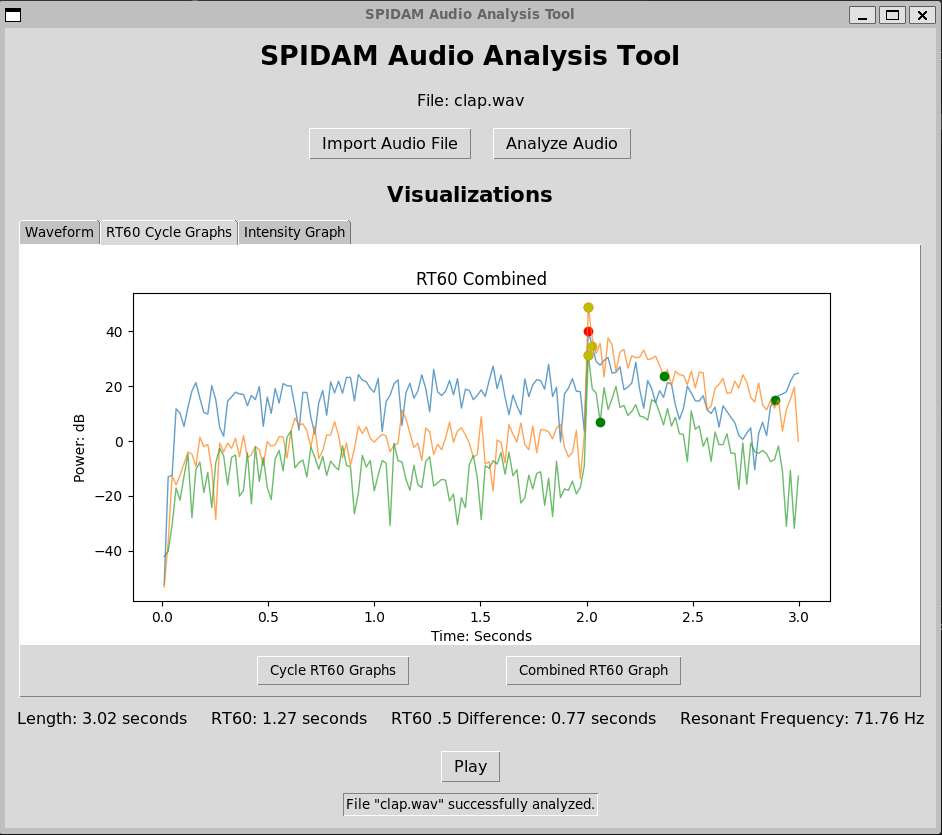 SPIDAM Audio Analysis Tool
SPIDAM Audio Analysis Tool
File: clap.wav
Import Audio File Analyze Audio
Visualizations
Waveform RT60 Cycle Graphs Intensity Graph
RT60 Combined
Power: dB
40
20
0
−20
−40
0.0 0.5 1.0 1.5 2.0 2.5 3.0
Time: Seconds
Cycle RT60 Graphs Combined RT60 Graph
Length: 3.02 seconds RT60: 1.27 seconds RT60 .5 Difference: 0.77 seconds Resonant Frequency: 71.76 Hz
Play
File "clap.wav" successfully analyzed.